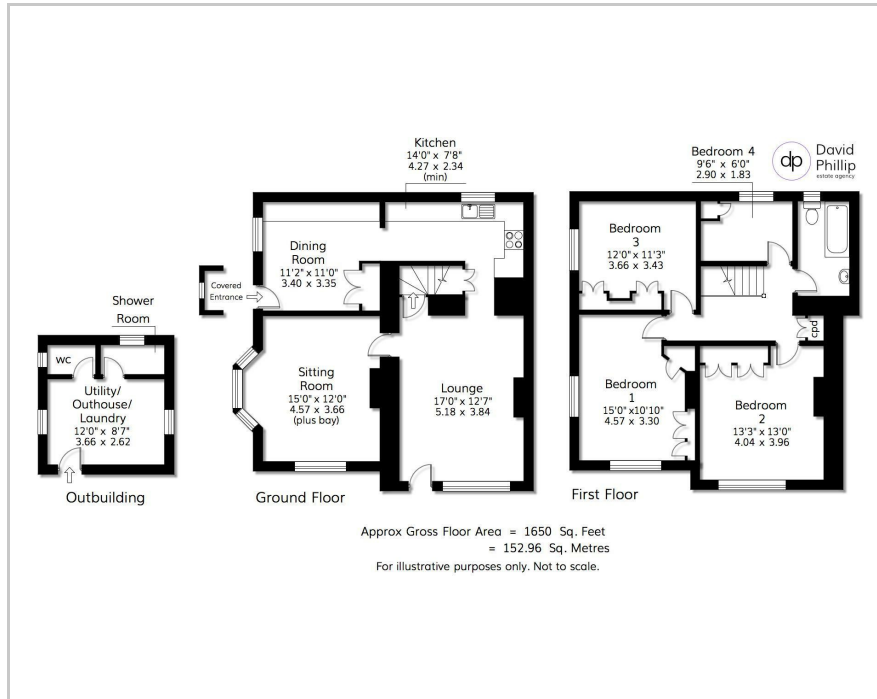 Kitchen
14'0" x 7'8"
4.27 x 2.34
(min)
Bedroom 4
9'6" x 6'0"
2.90 x 1.83
dp
David
Phillip
estate agency
Dining
Room
11'2" x 11'0"
3.40 x 3.35
Covered
Entrance
Bedroom
3
12'0" x 11'3"
3.66 x 3.43
Shower
Room
WC
Utility/
Outhouse/
Laundry
12'0" x 8'7"
3.66 x 2.62
Outbuilding
Sitting
Room
15'0" x 12'0"
4.57 x 3.66
(plus bay)
Lounge
17'0" x 12'7"
5.18 x 3.84
Ground Floor
cpd
Bedroom
1
15'0" x10'10"
4.57 x 3.30
Bedroom
2
13'3" x 13'0"
4.04 x 3.96
First Floor
Approx Gross Floor Area = 1650 Sq. Feet
= 152.96 Sq. Metres
For illustrative purposes only. Not to scale.